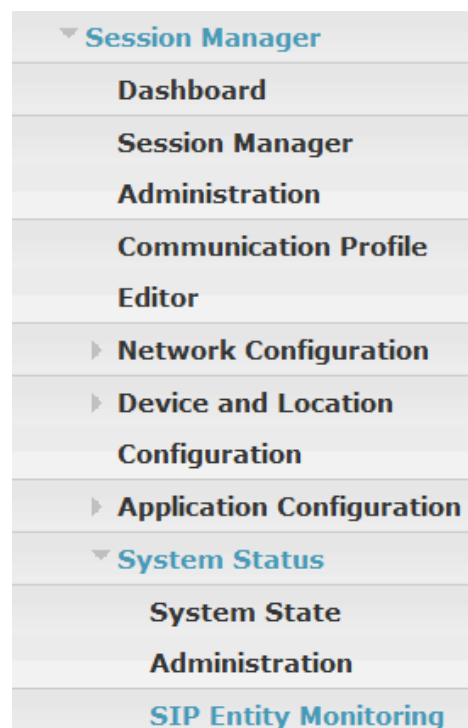 Session Manager
Dashboard
Session Manager
Administration
Communication Profile
Editor
Network Configuration
Device and Location
Configuration
Application Configuration
System Status
System State
Administration
SIP Entity Monitoring